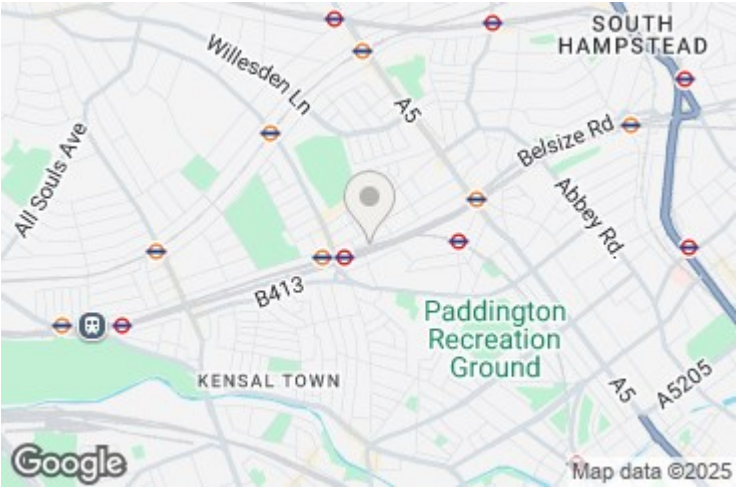 SOUTH
HAMPSTEAD
Willesden Ln
A5
All Souls Ave
Belsize Rd
Abbey Rd.
B413
Paddington
Recreation
Ground
KENSAL TOWN
A5
A5205
Google
Map data ©2025